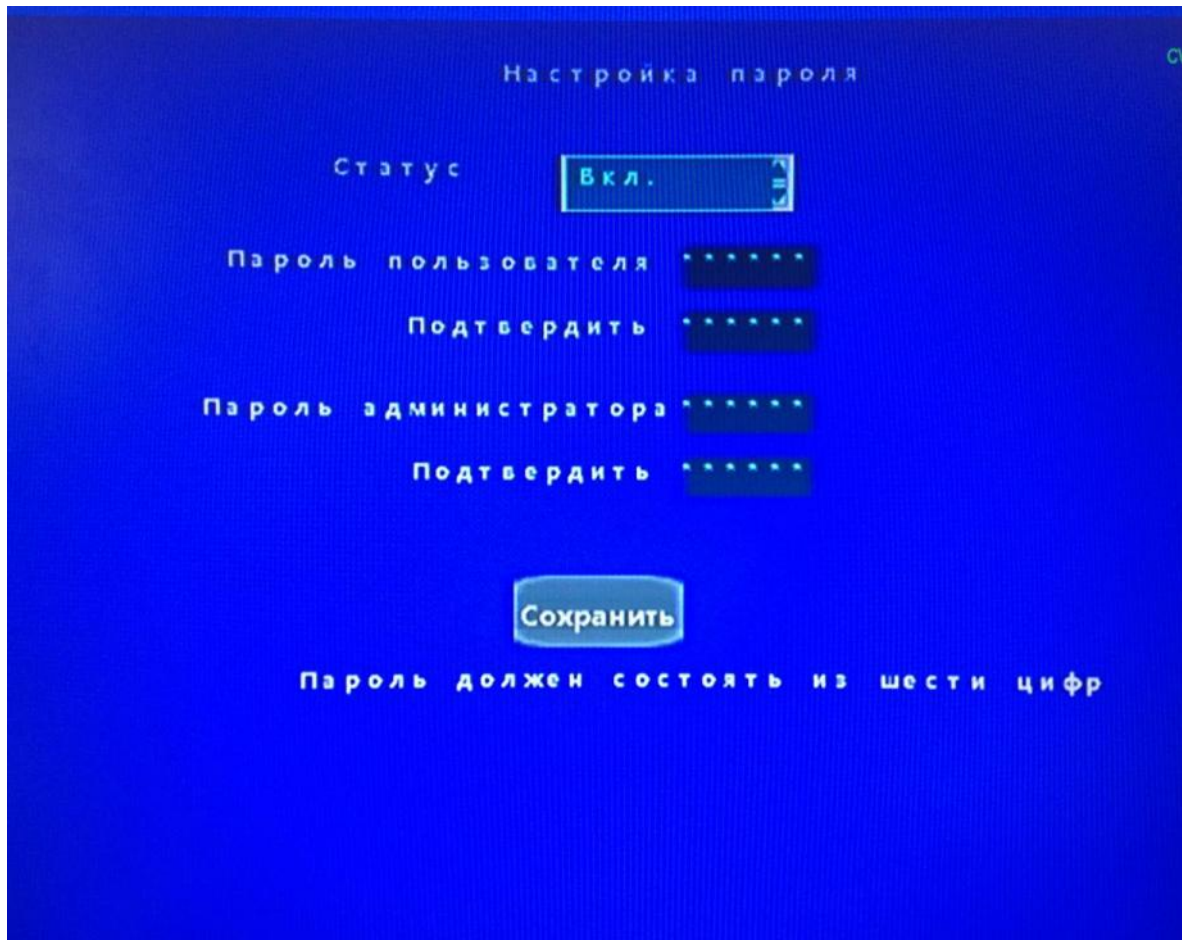 Настройка пароля
Статус Вкл.
Пароль пользователя ******
Подтвердить ******
Пароль администратора ******
Подтвердить ******
Сохранить
Пароль должен состоять из шести цифр